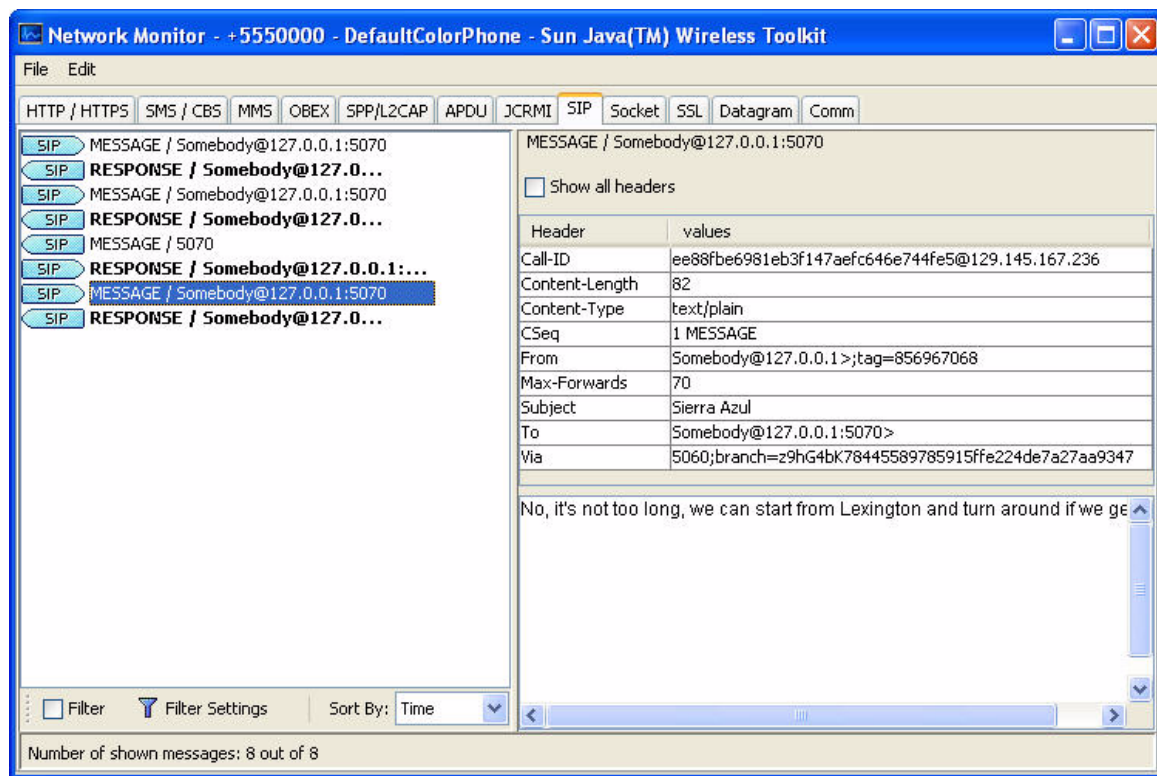 Network Monitor - +5550000 - DefaultColorPhone - Sun Java(TM) Wireless Toolkit
File Edit
HTTP / HTTPS SMS / CBS MMS OBEX SPP/L2CAP APDU JCRMI SIP Socket SSL Datagram Comm
SIP MESSAGE / Somebody@127.0.0.1:5070
SIP RESPONSE / Somebody@127.0...
SIP MESSAGE / Somebody@127.0.0.1:5070
SIP RESPONSE / Somebody@127.0...
SIP MESSAGE / 5070
SIP RESPONSE / Somebody@127.0.0.1:...
SIP MESSAGE / Somebody@127.0.0.1:5070
SIP RESPONSE / Somebody@127.0...
Filter Filter Settings Sort By: Time
MESSAGE / Somebody@127.0.0.1:5070
Show all headers
Header values
Call-ID ee88fbe6981eb3f147aefc646e744fe5@129.145.167.236
Content-Length 82
Content-Type text/plain
CSeq 1 MESSAGE
From Somebody@127.0.0.1>;tag=856967068
Max-Forwards 70
Subject Sierra Azul
To Somebody@127.0.0.1:5070>
Via 5060;branch=z9hG4bK78445589785915ffe224de7a27aa9347
No, it's not too long, we can start from Lexington and turn around if we ge
Number of shown messages: 8 out of 8